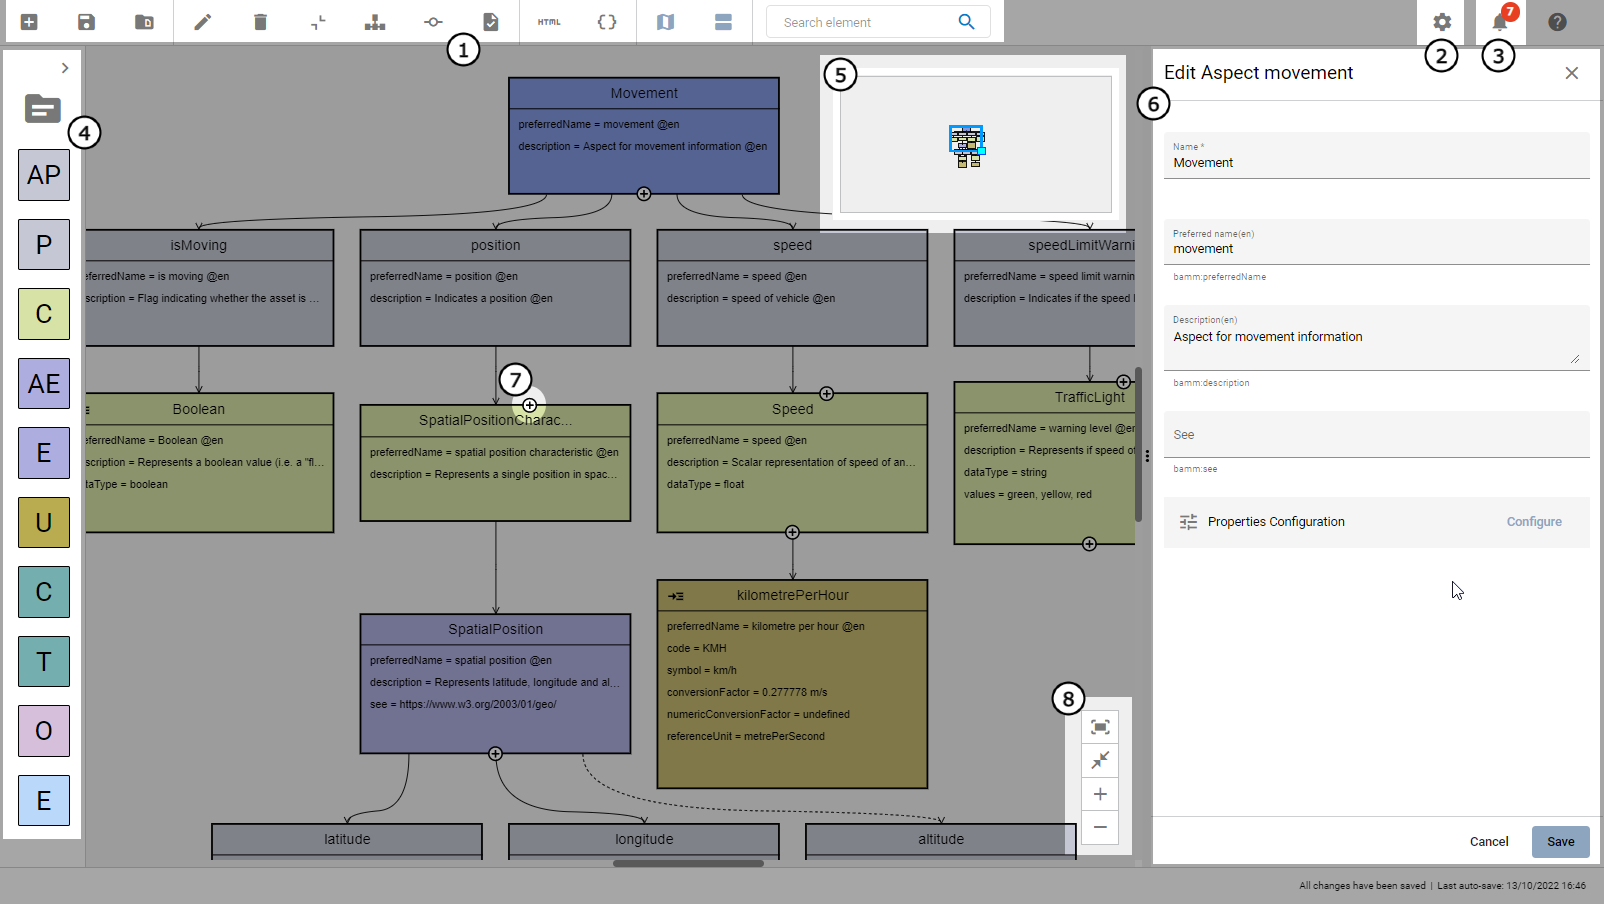 HTML
{}
Search element
7
1
2
3
4
5
6
7
8
AP
P
C
AE
E
U
C
T
O
E
Movement
preferredName = movement @en
description = Aspect for movement information @en
isMoving
eferredName = is moving @en
scription = Flag indicating whether the asset is ...
position
preferredName = position @en
description = Indicates a position @en
speed
preferredName = speed @en
description = speed of vehicle @en
speedLimitWarni
preferredName = speed limit warnin
description = Indicates if the speed l
Boolean
eferredName = Boolean @en
scription = Represents a boolean value (i.e. a "fl...
taType = boolean
SpatialPositionCharac...
preferredName = spatial position characteristic @en
description = Represents a single position in spac...
Speed
preferredName = speed @en
description = Scalar representation of speed of an...
dataType = float
TrafficLight
preferredName = warning level @en
description = Represents if speed of
dataType = string
values = green, yellow, red
SpatialPosition
preferredName = spatial position @en
description = Represents latitude, longitude and al...
see = https://www.w3.org/2003/01/geo/
kilometrePerHour
preferredName = kilometre per hour @en
code = KMH
symbol = km/h
conversionFactor = 0.277778 m/s
numericConversionFactor = undefined
referenceUnit = metrePerSecond
latitude
longitude
altitude
Edit Aspect movement
Name *
Movement
Preferred name(en)
movement
bamm:preferredName
Description(en)
Aspect for movement information
bamm:description
See
bamm:see
Properties Configuration
Configure
Cancel
Save
All changes have been saved | Last auto-save: 13/10/2022 16:46